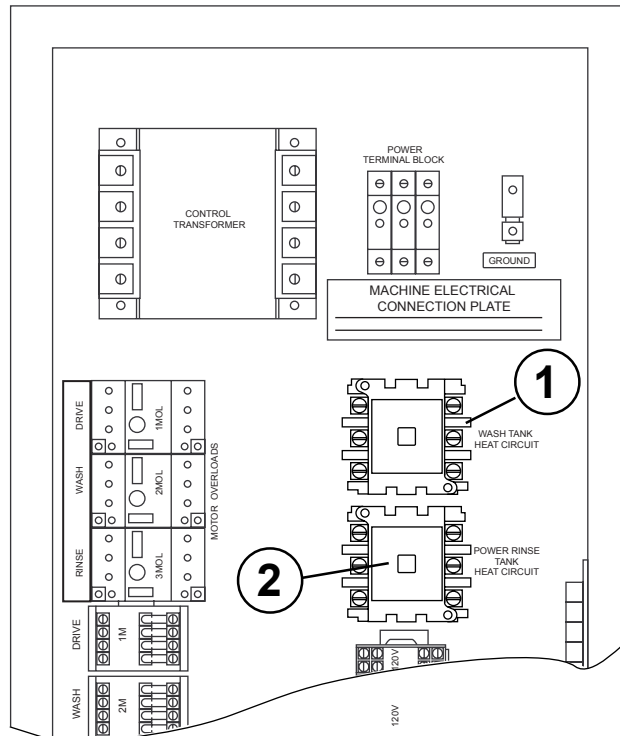 CONTROL
TRANSFORMER
POWER
TERMINAL BLOCK
GROUND
MACHINE ELECTRICAL
CONNECTION PLATE
1
WASH TANK
HEAT CIRCUIT
2
POWER RINSE
TANK
HEAT CIRCUIT
DRIVE
1MOL
WASH
2MOL
RINSE
3MOL
MOTOR OVERLOADS
DRIVE
1M
WASH
2M
120V
120V